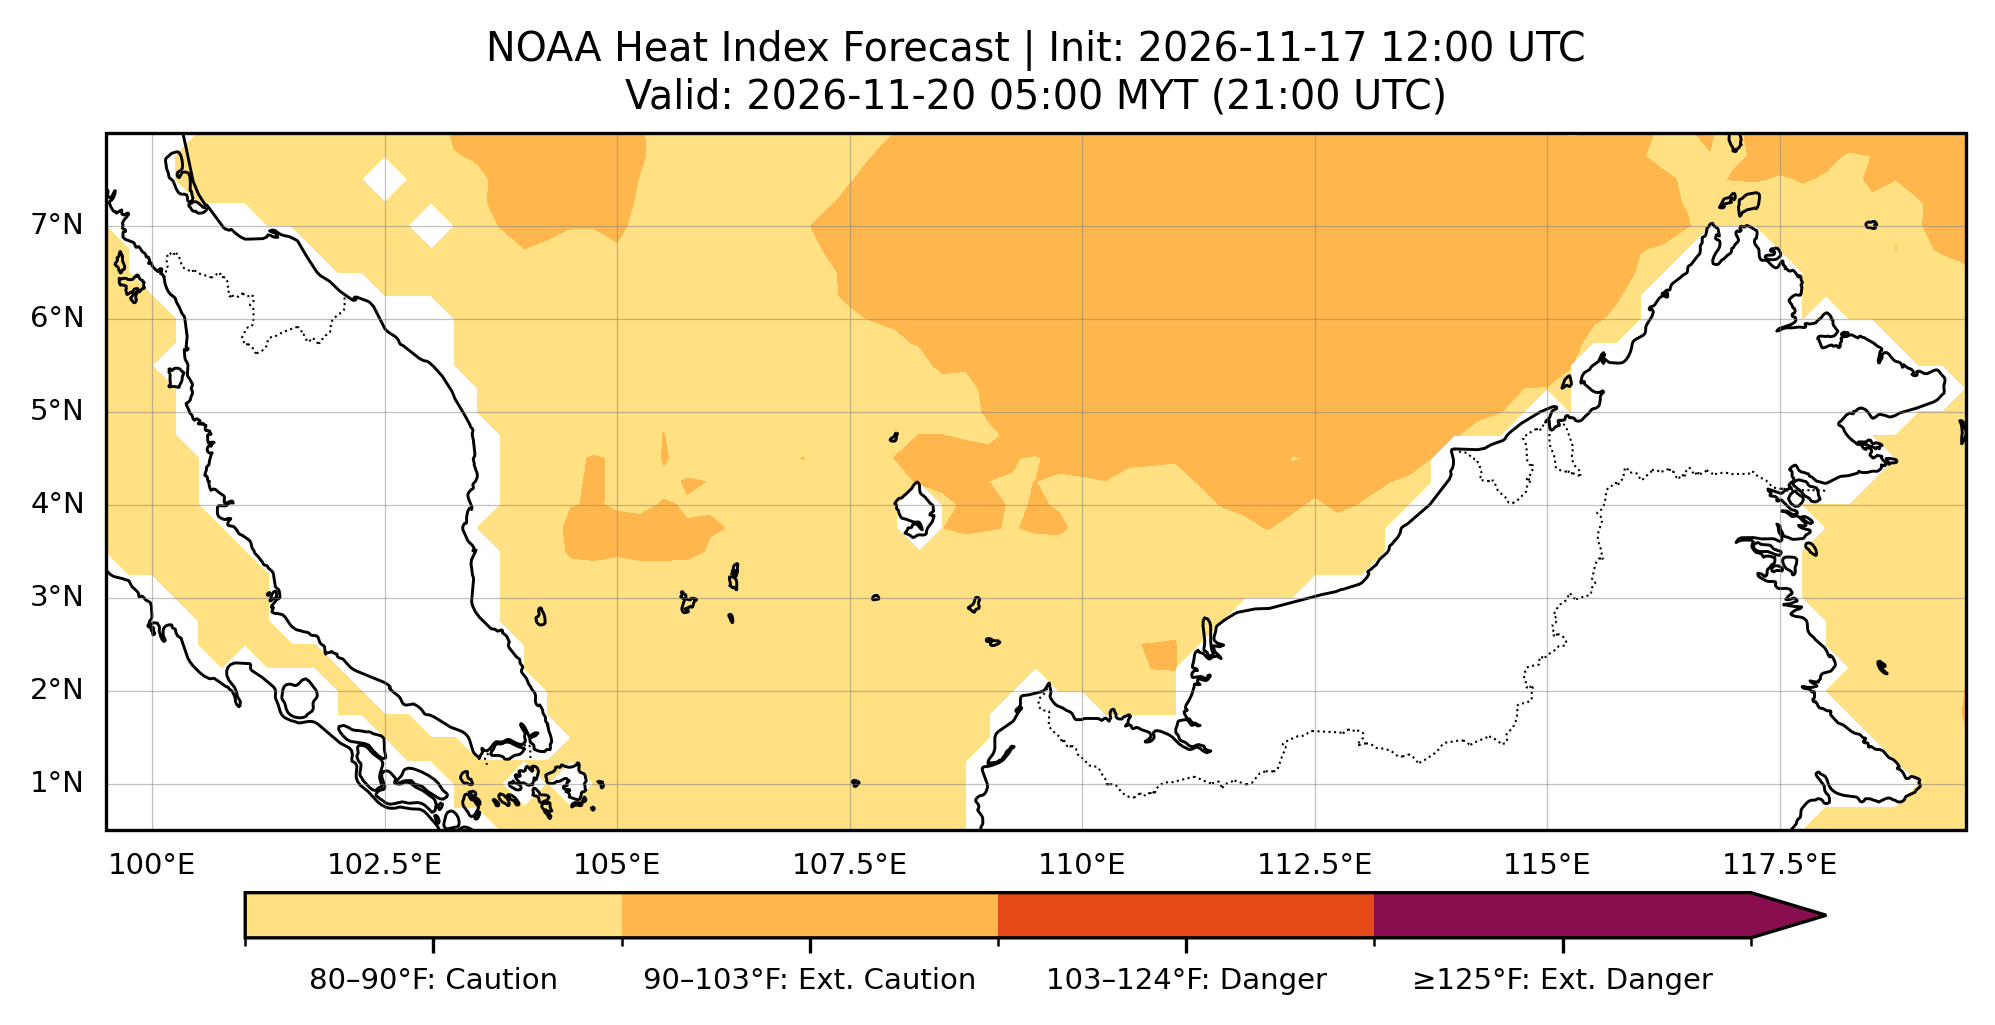 NOAA Heat Index Forecast | Init: 2026-11-17 12:00 UTC
Valid: 2026-11-20 05:00 MYT (21:00 UTC)
7°N
6°N
5°N
4°N
3°N
2°N
1°N
100°E
102.5°E
105°E
107.5°E
110°E
112.5°E
115°E
117.5°E
80–90°F: Caution
90–103°F: Ext. Caution
103–124°F: Danger
≥125°F: Ext. Danger